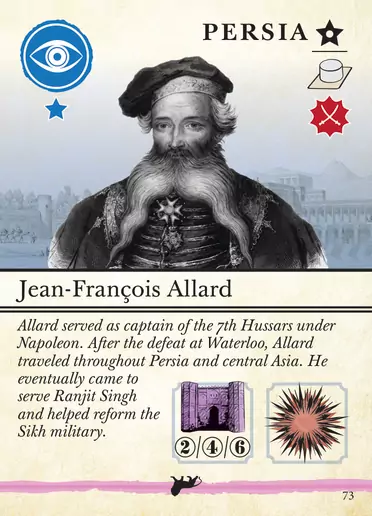 PERSIA
Jean-François Allard
Allard served as captain of the 7th Hussars under
Napoleon. After the defeat at Waterloo, Allard
traveled throughout Persia and central Asia. He
eventually came to
serve Ranjit Singh
and helped reform the
Sikh military.
2/4/6
73